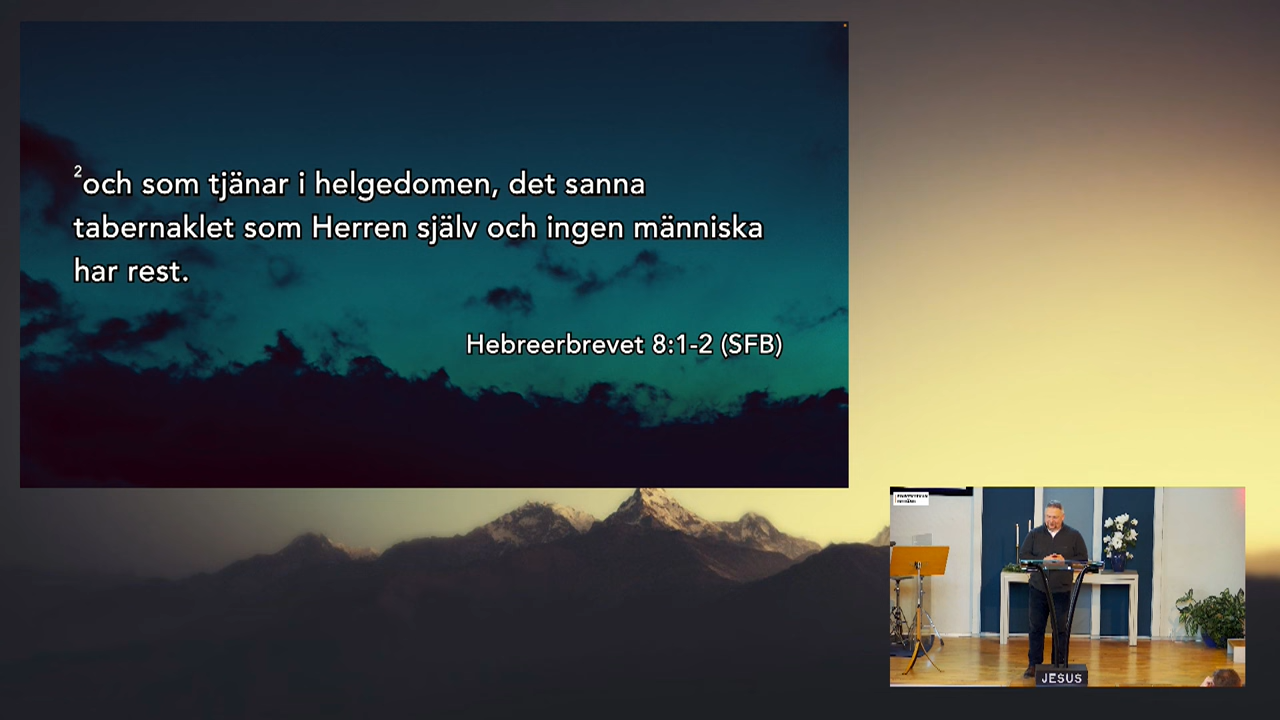 ²och som tjänar i helgedomen, det sanna
tabernaklet som Herren själv och ingen människa
har rest.
Hebreerbrevet 8:1-2 (SFB)
JESUS